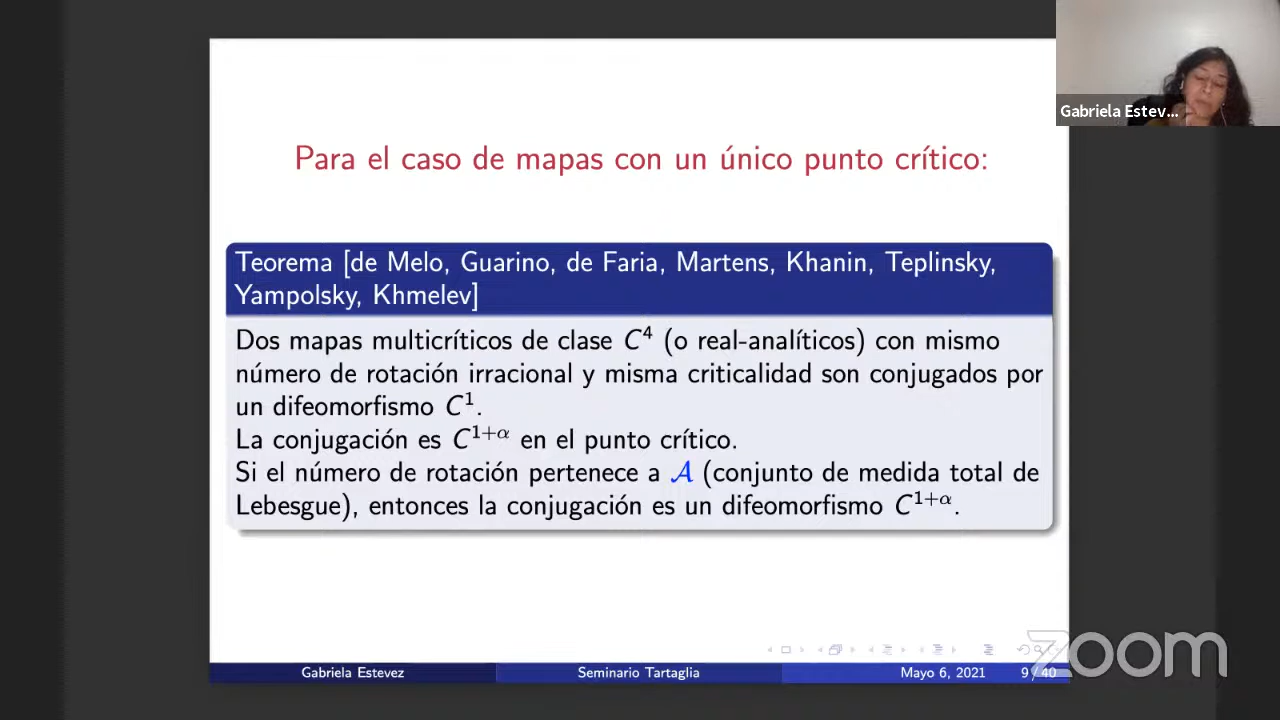 Gabriela Estev...
Para el caso de mapas con un único punto crítico:
Teorema [de Melo, Guarino, de Faria, Martens, Khanin, Teplinsky,
Yampolsky, Khmelev]
Dos mapas multicríticos de clase C⁴ (o real-analíticos) con mismo
número de rotación irracional y misma criticalidad son conjugados por
un difeomorfismo C¹.
La conjugación es C¹⁺ᵅ en el punto crítico.
Si el número de rotación pertenece a 𝒜 (conjunto de medida total de
Lebesgue), entonces la conjugación es un difeomorfismo C¹⁺ᵅ.
Gabriela Estevez
Seminario Tartaglia
Mayo 6, 2021
9 / 40
zoom